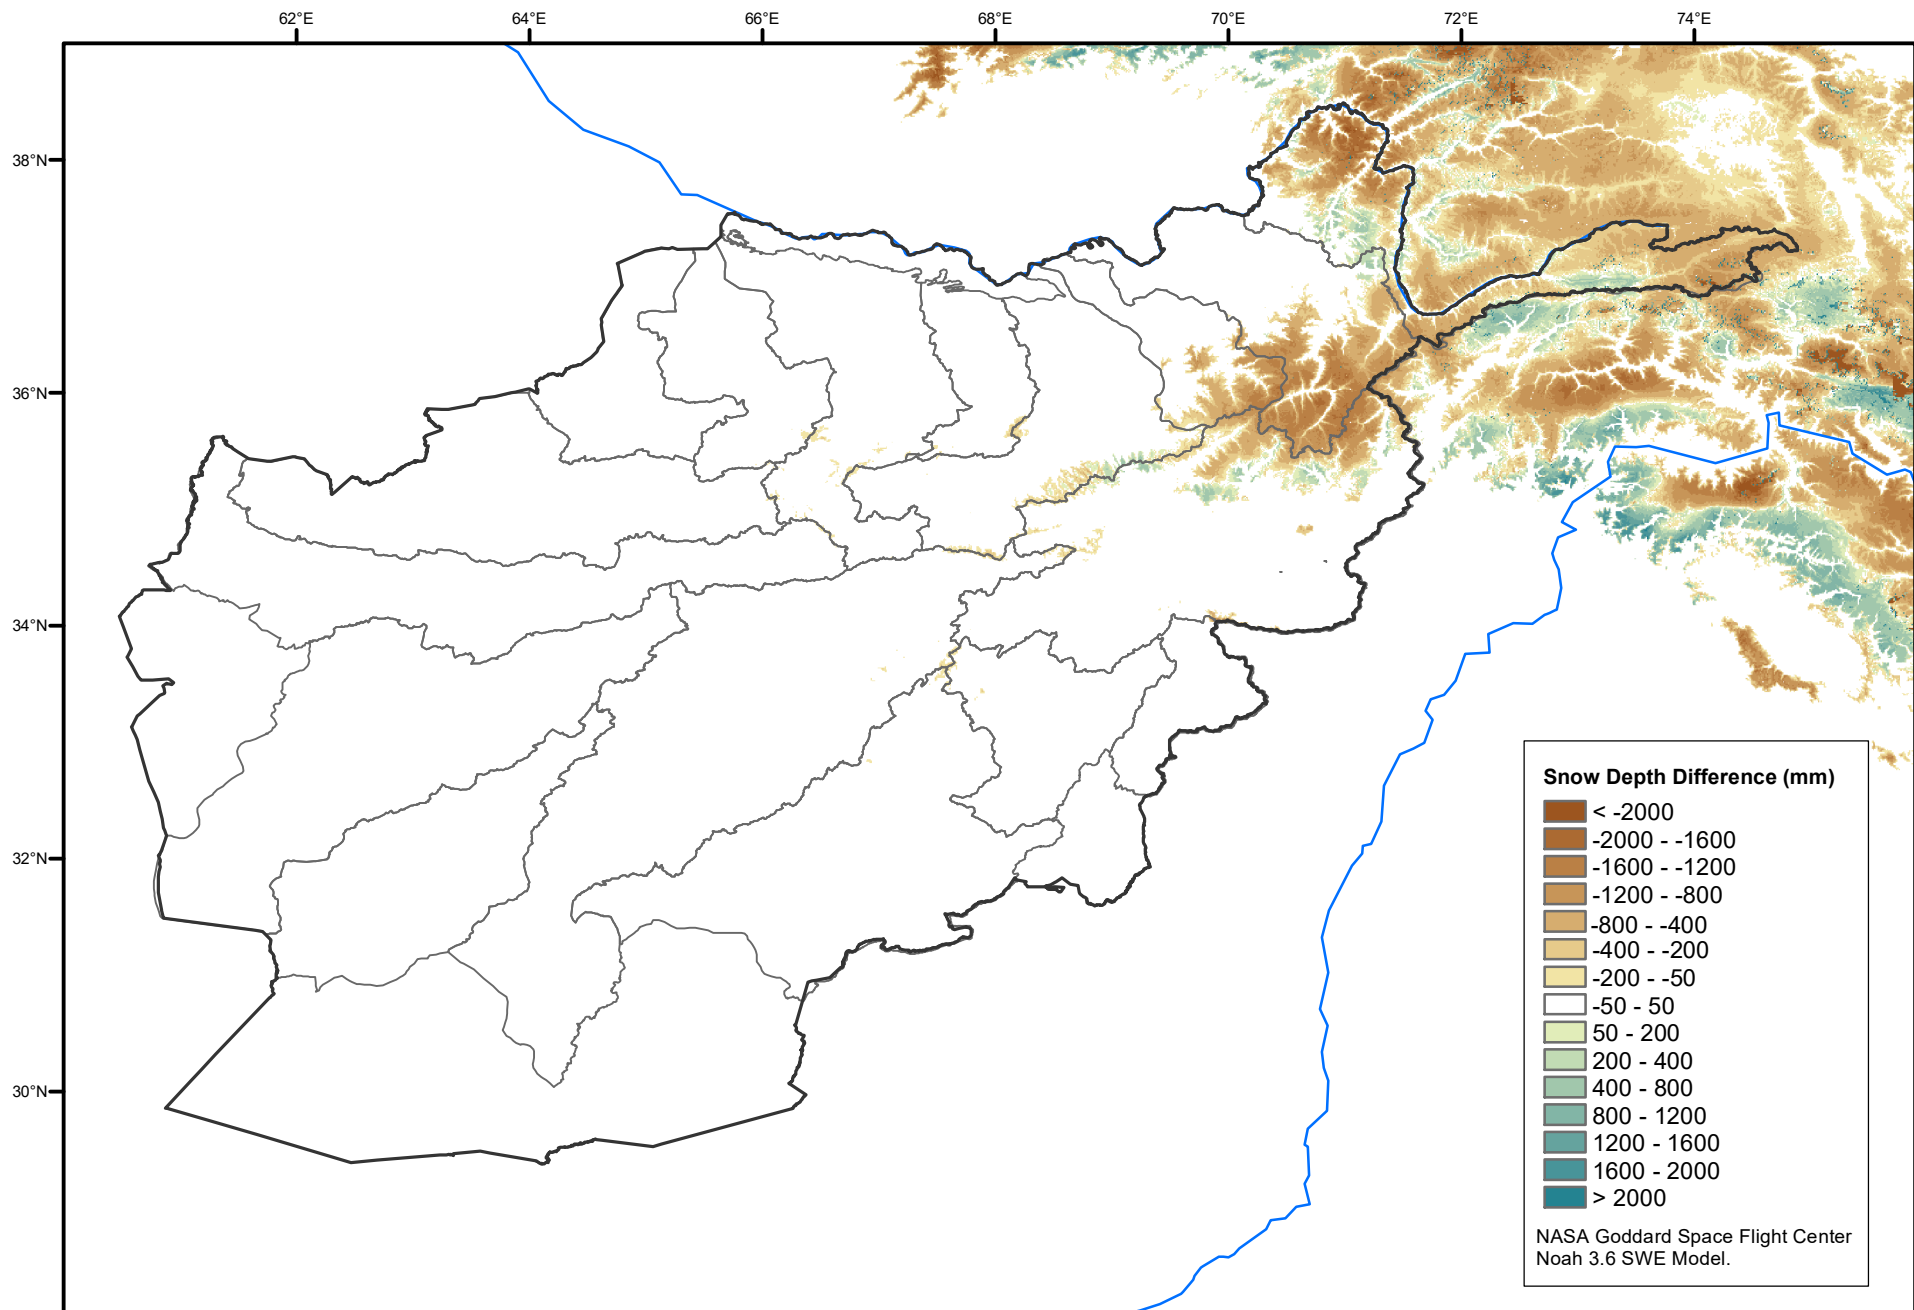 62°E 64°E 66°E 68°E 70°E 72°E 74°E
38°N
36°N
34°N
32°N
30°N
Snow Depth Difference (mm)
< -2000
-2000 - -1600
-1600 - -1200
-1200 - -800
-800 - -400
-400 - -200
-200 - -50
-50 - 50
50 - 200
200 - 400
400 - 800
800 - 1200
1200 - 1600
1600 - 2000
> 2000
NASA Goddard Space Flight Center
Noah 3.6 SWE Model.